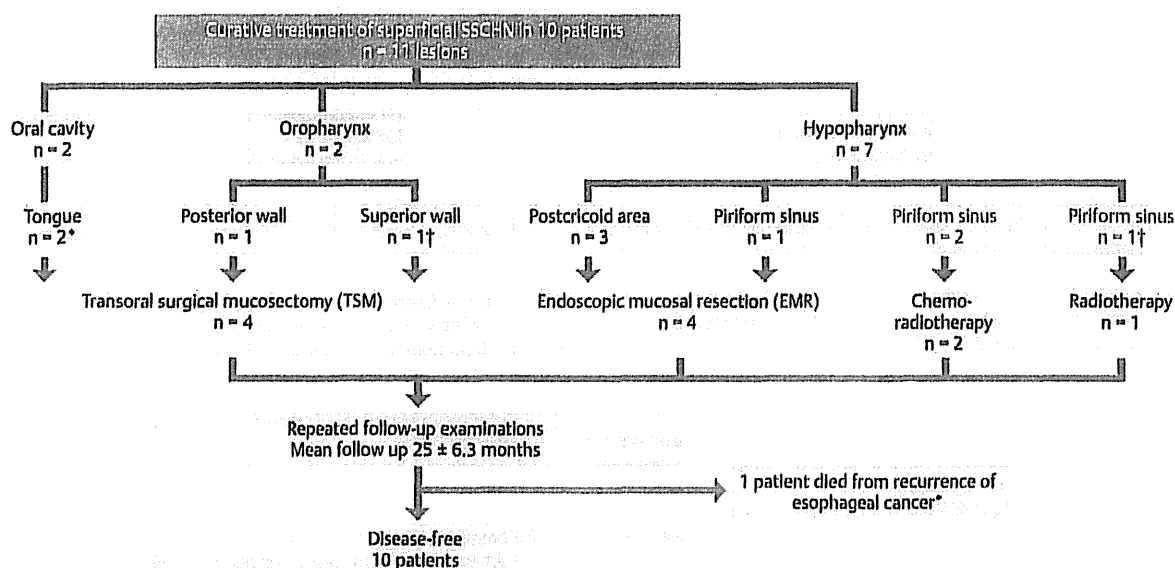 Curative treatment of superficial SSCHN in 10 patients
n = 11 lesions
Oral cavity
n = 2
Oropharynx
n = 2
Hypopharynx
n = 7
Tongue
n = 2*
Posterior wall
n = 1
Superior wall
n = 1†
Postcricoid area
n = 3
Piriform sinus
n = 1
Piriform sinus
n = 2
Piriform sinus
n = 1†
Transoral surgical mucosectomy (TSM)
n = 4
Endoscopic mucosal resection (EMR)
n = 4
Chemo-
radiotherapy
n = 2
Radiotherapy
n = 1
Repeated follow-up examinations
Mean follow up 25 ± 6.3 months
1 patient died from recurrence of
esophageal cancer*
Disease-free
10 patients